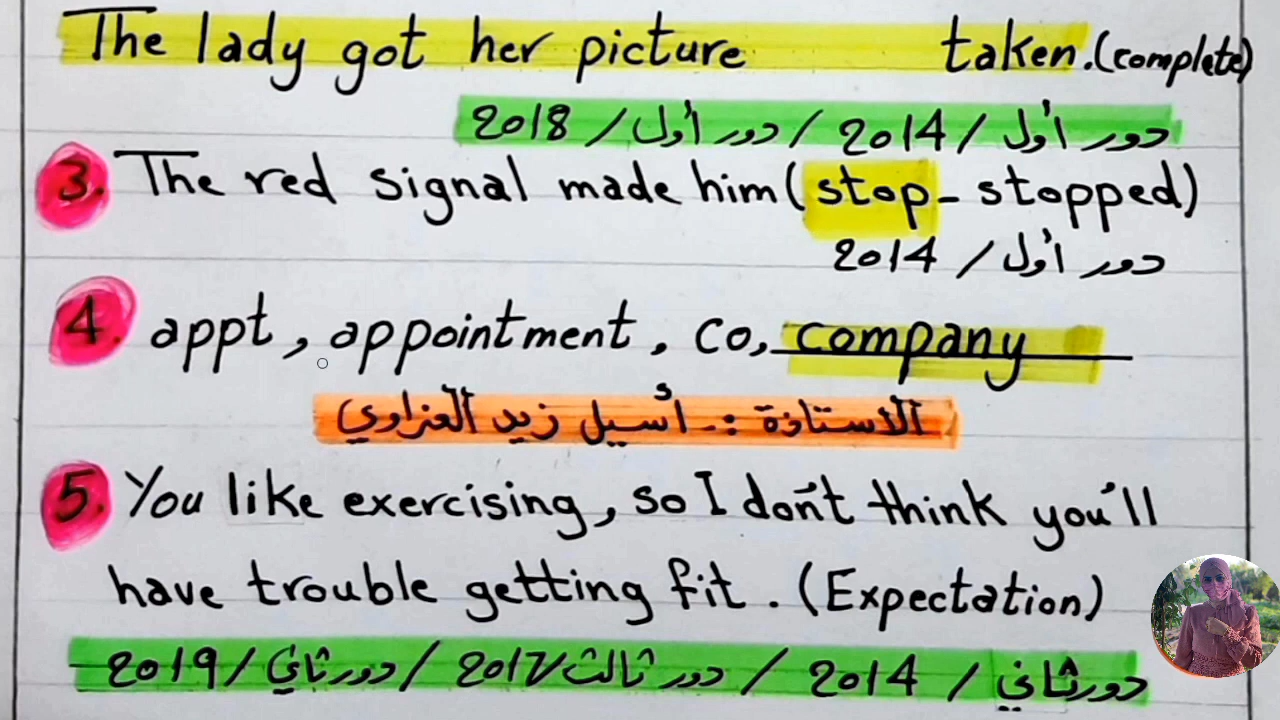 The lady got her picture taken.(complete)
دور أول / 2014 / دور أول / 2018
3. The red signal made him (stop - stopped)
دور أول / 2014
4. appt, appointment, co, company
الاستاذة :. أسيل زيد العزاوي
5. You like exercising, so I don't think you'll
have trouble getting fit. (Expectation)
دور ثاني / 2014 / دور ثالث 2017 / دور ثاني / 2019